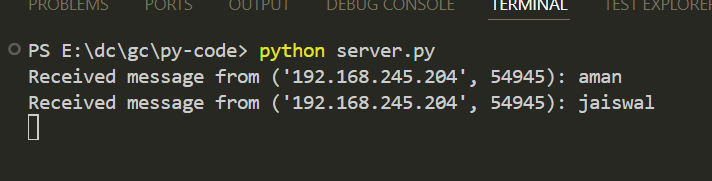 PROBLEMS PORTS OUTPUT DEBUG CONSOLE TERMINAL TEST EXPLORER
PS E:\dc\gc\py-code> python server.py
Received message from ('192.168.245.204', 54945): aman
Received message from ('192.168.245.204', 54945): jaiswal